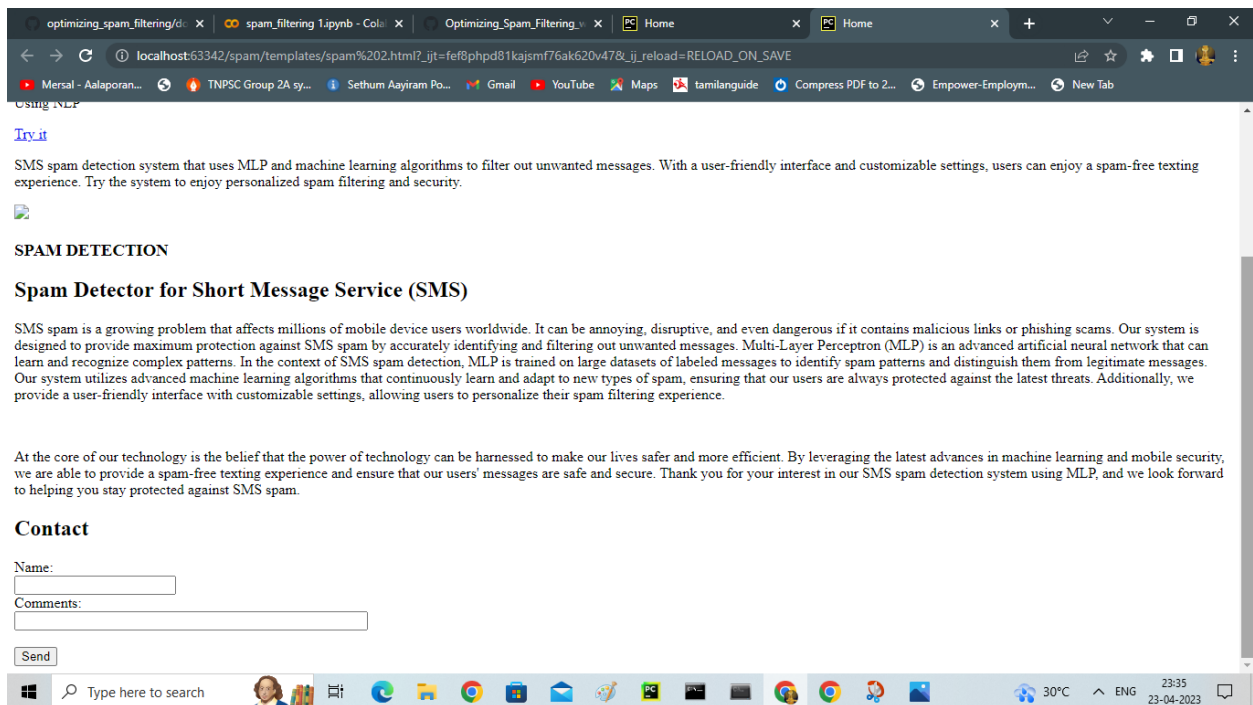 optimizing_spam_filtering/do
spam_filtering 1.ipynb - Cola
Optimizing_Spam_Filtering_w
PC Home
PC Home
localhost:63342/spam/templates/spam%202.html?_ijt=fef8phpd81kajsmf76ak620v47&_ij_reload=RELOAD_ON_SAVE
Mersal - Aalaporan...
TNPSC Group 2A sy...
Sethum Aayiram Po...
Gmail
YouTube
Maps
tamilanguide
Compress PDF to 2...
Empower-Employm...
New Tab
Using NLP
Try it
SMS spam detection system that uses MLP and machine learning algorithms to filter out unwanted messages. With a user-friendly interface and customizable settings, users can enjoy a spam-free texting
experience. Try the system to enjoy personalized spam filtering and security.
SPAM DETECTION
Spam Detector for Short Message Service (SMS)
SMS spam is a growing problem that affects millions of mobile device users worldwide. It can be annoying, disruptive, and even dangerous if it contains malicious links or phishing scams. Our system is
designed to provide maximum protection against SMS spam by accurately identifying and filtering out unwanted messages. Multi-Layer Perceptron (MLP) is an advanced artificial neural network that can
learn and recognize complex patterns. In the context of SMS spam detection, MLP is trained on large datasets of labeled messages to identify spam patterns and distinguish them from legitimate messages.
Our system utilizes advanced machine learning algorithms that continuously learn and adapt to new types of spam, ensuring that our users are always protected against the latest threats. Additionally, we
provide a user-friendly interface with customizable settings, allowing users to personalize their spam filtering experience.
At the core of our technology is the belief that the power of technology can be harnessed to make our lives safer and more efficient. By leveraging the latest advances in machine learning and mobile security,
we are able to provide a spam-free texting experience and ensure that our users' messages are safe and secure. Thank you for your interest in our SMS spam detection system using MLP, and we look forward
to helping you stay protected against SMS spam.
Contact
Name:
Comments:
Send
Type here to search
PC
30°C
ENG
23:35
23-04-2023